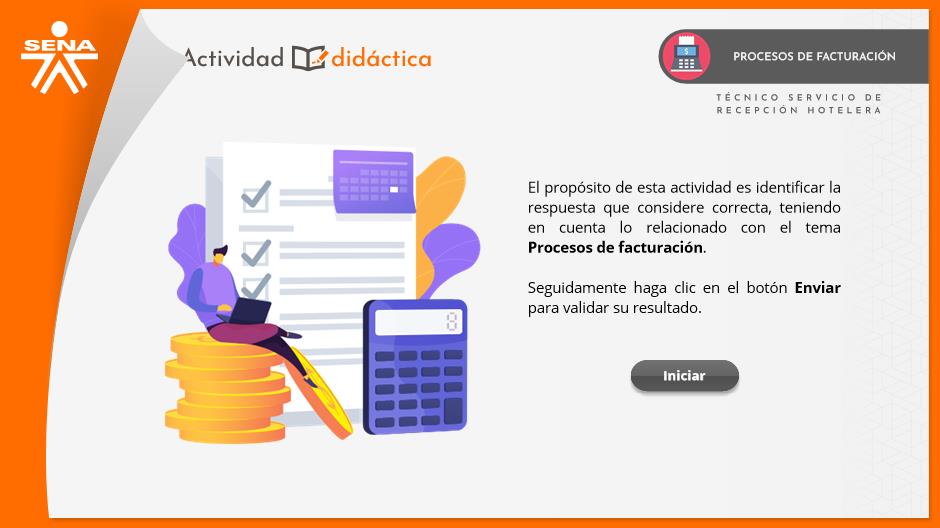 SENA
Actividad didáctica
PROCESOS DE FACTURACIÓN
TÉCNICO SERVICIO DE
RECEPCIÓN HOTELERA
El propósito de esta actividad es identificar la
respuesta que considere correcta, teniendo
en cuenta lo relacionado con el tema
Procesos de facturación.
Seguidamente haga clic en el botón Enviar
para validar su resultado.
Iniciar
$
8